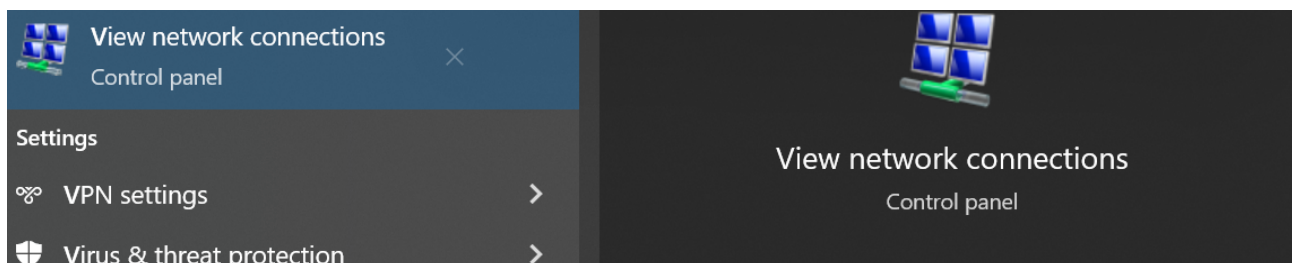 View network connections
Control panel
Settings
VPN settings
Virus & threat protection
View network connections
Control panel